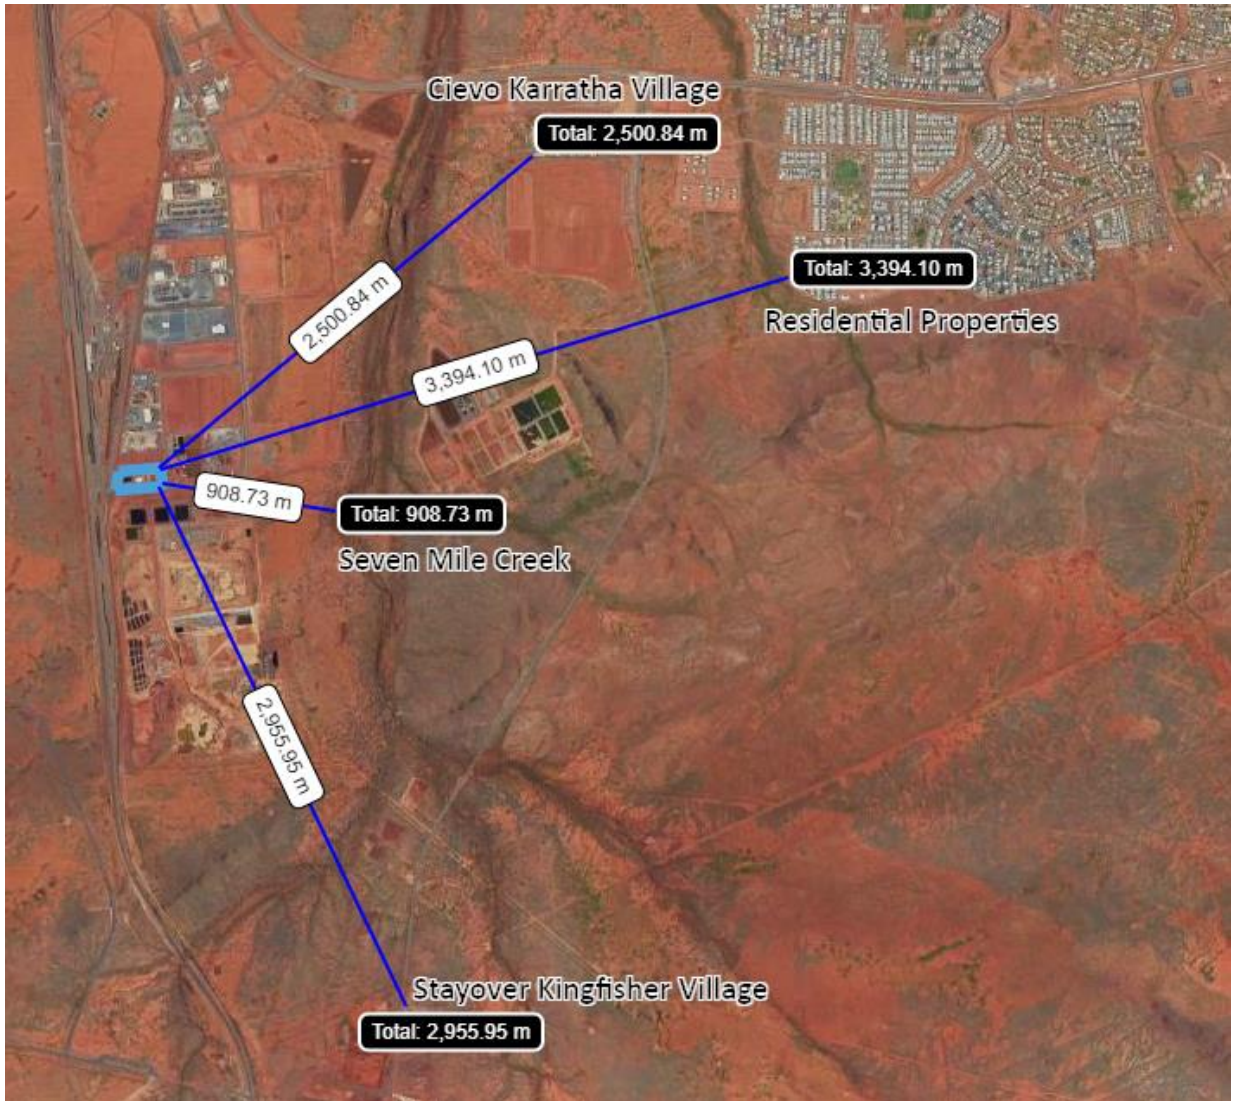 Cievo Karratha Village
Total: 2,500.84 m
2,500.84 m
Total: 3,394.10 m
Residential Properties
3,394.10 m
908.73 m
Total: 908.73 m
Seven Mile Creek
2,955.95 m
Stayover Kingfisher Village
Total: 2,955.95 m